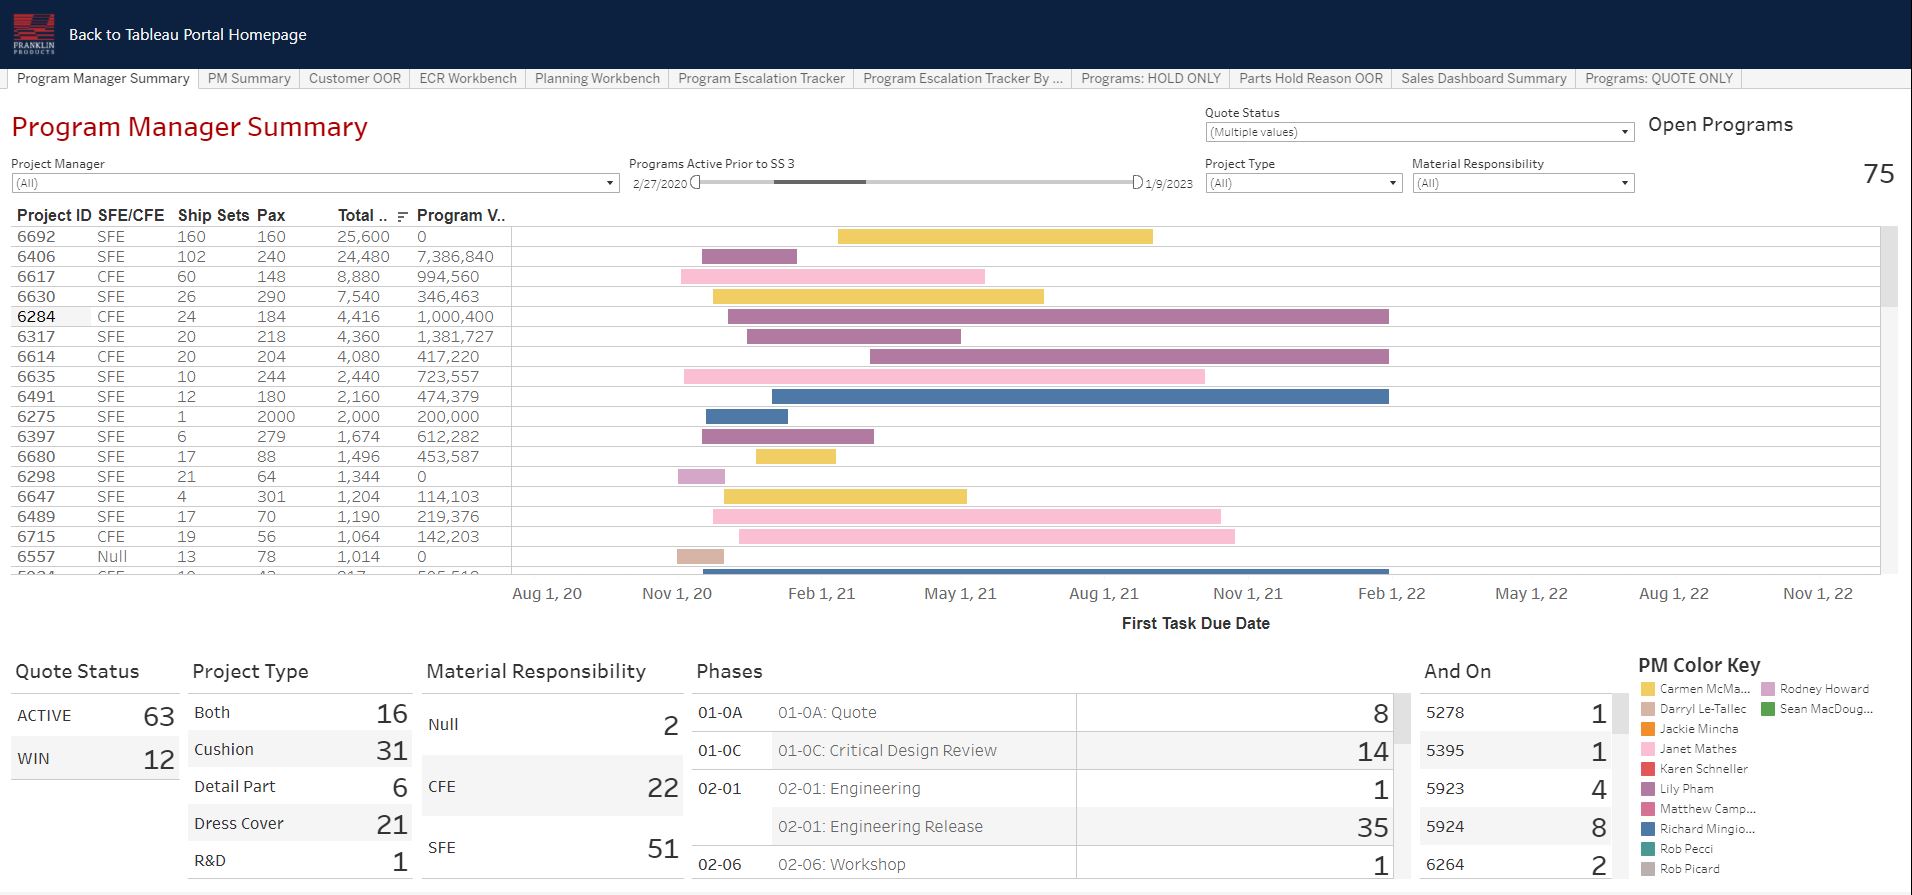 FRANKLIN
PRODUCTS
Back to Tableau Portal Homepage
Program Manager Summary PM Summary Customer OOR ECR Workbench Planning Workbench Program Escalation Tracker Program Escalation Tracker By ... Programs: HOLD ONLY Parts Hold Reason OOR Sales Dashboard Summary Programs: QUOTE ONLY
Program Manager Summary
Quote Status
(Multiple values)
Open Programs
75
Project Manager
(All)
Programs Active Prior to SS 3
2/27/2020 1/9/2023
Project Type
(All)
Material Responsibility
(All)
Project ID SFE/CFE Ship Sets Pax Total .. Program V..
6692 SFE 160 160 25,600 0
6406 SFE 102 240 24,480 7,386,840
6617 CFE 60 148 8,880 994,560
6630 SFE 26 290 7,540 346,463
6284 CFE 24 184 4,416 1,000,400
6317 SFE 20 218 4,360 1,381,727
6614 CFE 20 204 4,080 417,220
6635 SFE 10 244 2,440 723,557
6491 SFE 12 180 2,160 474,379
6275 SFE 1 2000 2,000 200,000
6397 SFE 6 279 1,674 612,282
6680 SFE 17 88 1,496 453,587
6298 SFE 21 64 1,344 0
6647 SFE 4 301 1,204 114,103
6489 SFE 17 70 1,190 219,376
6715 CFE 19 56 1,064 142,203
6557 Null 13 78 1,014 0
Aug 1, 20 Nov 1, 20 Feb 1, 21 May 1, 21 Aug 1, 21 Nov 1, 21 Feb 1, 22 May 1, 22 Aug 1, 22 Nov 1, 22
First Task Due Date
Quote Status
ACTIVE 63
WIN 12
Project Type
Both 16
Cushion 31
Detail Part 6
Dress Cover 21
R&D 1
Material Responsibility
Null 2
CFE 22
SFE 51
Phases
01-0A 01-0A: Quote 8
01-0C 01-0C: Critical Design Review 14
02-01 02-01: Engineering 1
02-01: Engineering Release 35
02-06 02-06: Workshop 1
And On
5278 1
5395 1
5923 4
5924 8
6264 2
PM Color Key
Carmen McMa...
Darryl Le-Tallec
Jackie Mincha
Janet Mathes
Karen Schneller
Lily Pham
Matthew Camp...
Richard Mingio...
Rob Pecci
Rob Picard
Rodney Howard
Sean MacDoug...